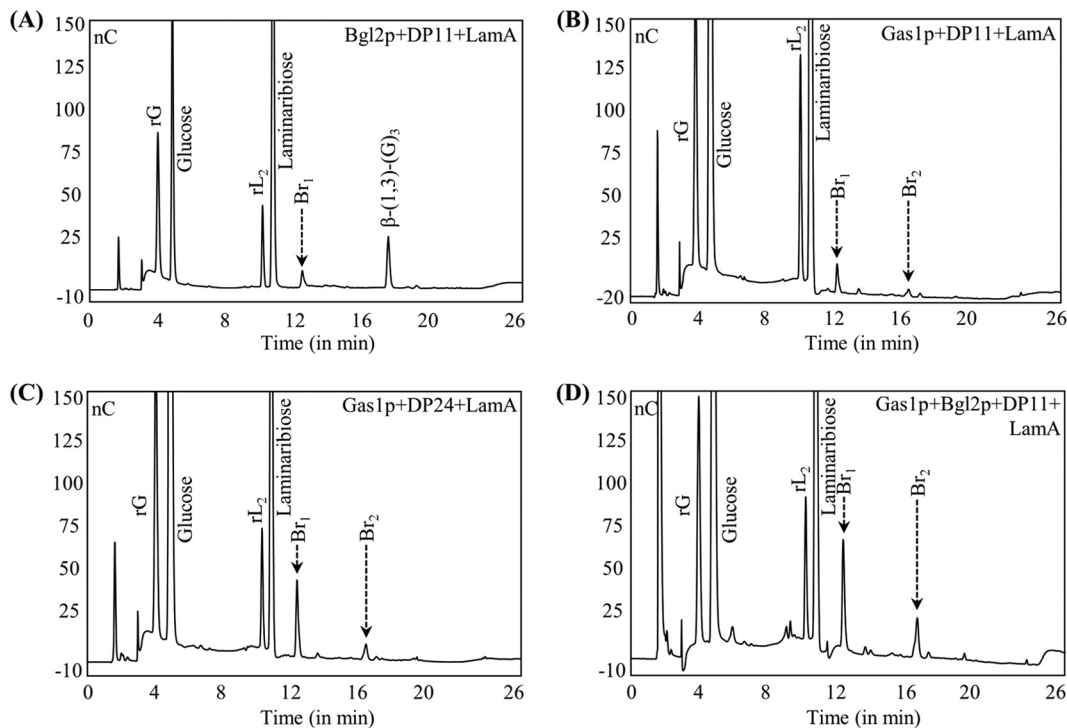 (A)
nC
Bgl2p+DP11+LamA
150
125
100
75
50
25
-10
rG
Glucose
rL2
Laminaribiose
Br1
β-(1,3)-(G)3
0 4 8 12 16 20 26
Time (in min)
(B)
nC
Gas1p+DP11+LamA
150
125
100
75
50
25
-20
rG
Glucose
rL2
Laminaribiose
Br1
Br2
0 4 8 12 16 20 26
Time (in min)
(C)
nC
Gas1p+DP24+LamA
150
125
100
75
50
25
-10
rG
Glucose
rL2
Laminaribiose
Br1
Br2
0 4 8 12 16 20 26
Time (in min)
(D)
nC
Gas1p+Bgl2p+DP11+
LamA
150
125
100
75
50
25
-10
rG
Glucose
rL2
Laminaribiose
Br1
Br2
0 4 8 12 16 20 26
Time (in min)